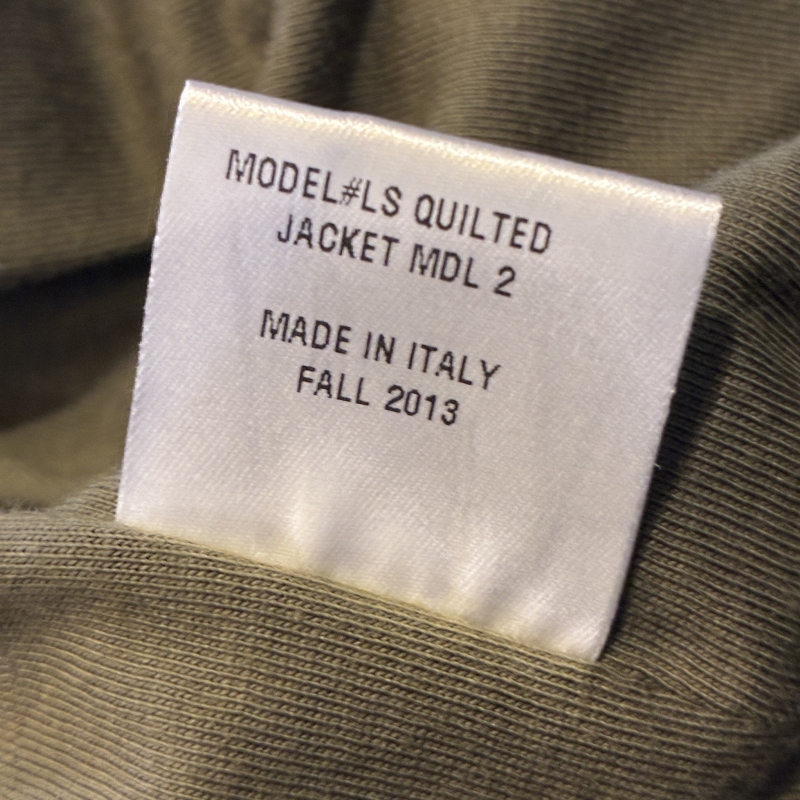 MODEL#LS QUILTED
JACKET MDL 2
MADE IN ITALY
FALL 2013